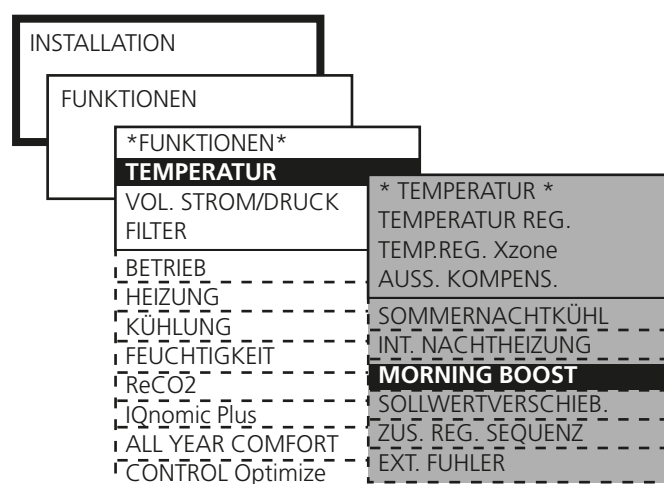 INSTALLATION
FUNKTIONEN
*FUNKTIONEN*
TEMPERATUR
VOL. STROM/DRUCK
FILTER
BETRIEB
HEIZUNG
KÜHLUNG
FEUCHTIGKEIT
ReCO2
IQnomic Plus
ALL YEAR COMFORT
CONTROL Optimize
* TEMPERATUR *
TEMPERATUR REG.
TEMP.REG. Xzone
AUSS. KOMPENS.
SOMMERNACHTKÜHL
INT. NACHTHEIZUNG
MORNING BOOST
SOLLWERTVERSCHIEB.
ZUS. REG. SEQUENZ
EXT. FUHLER